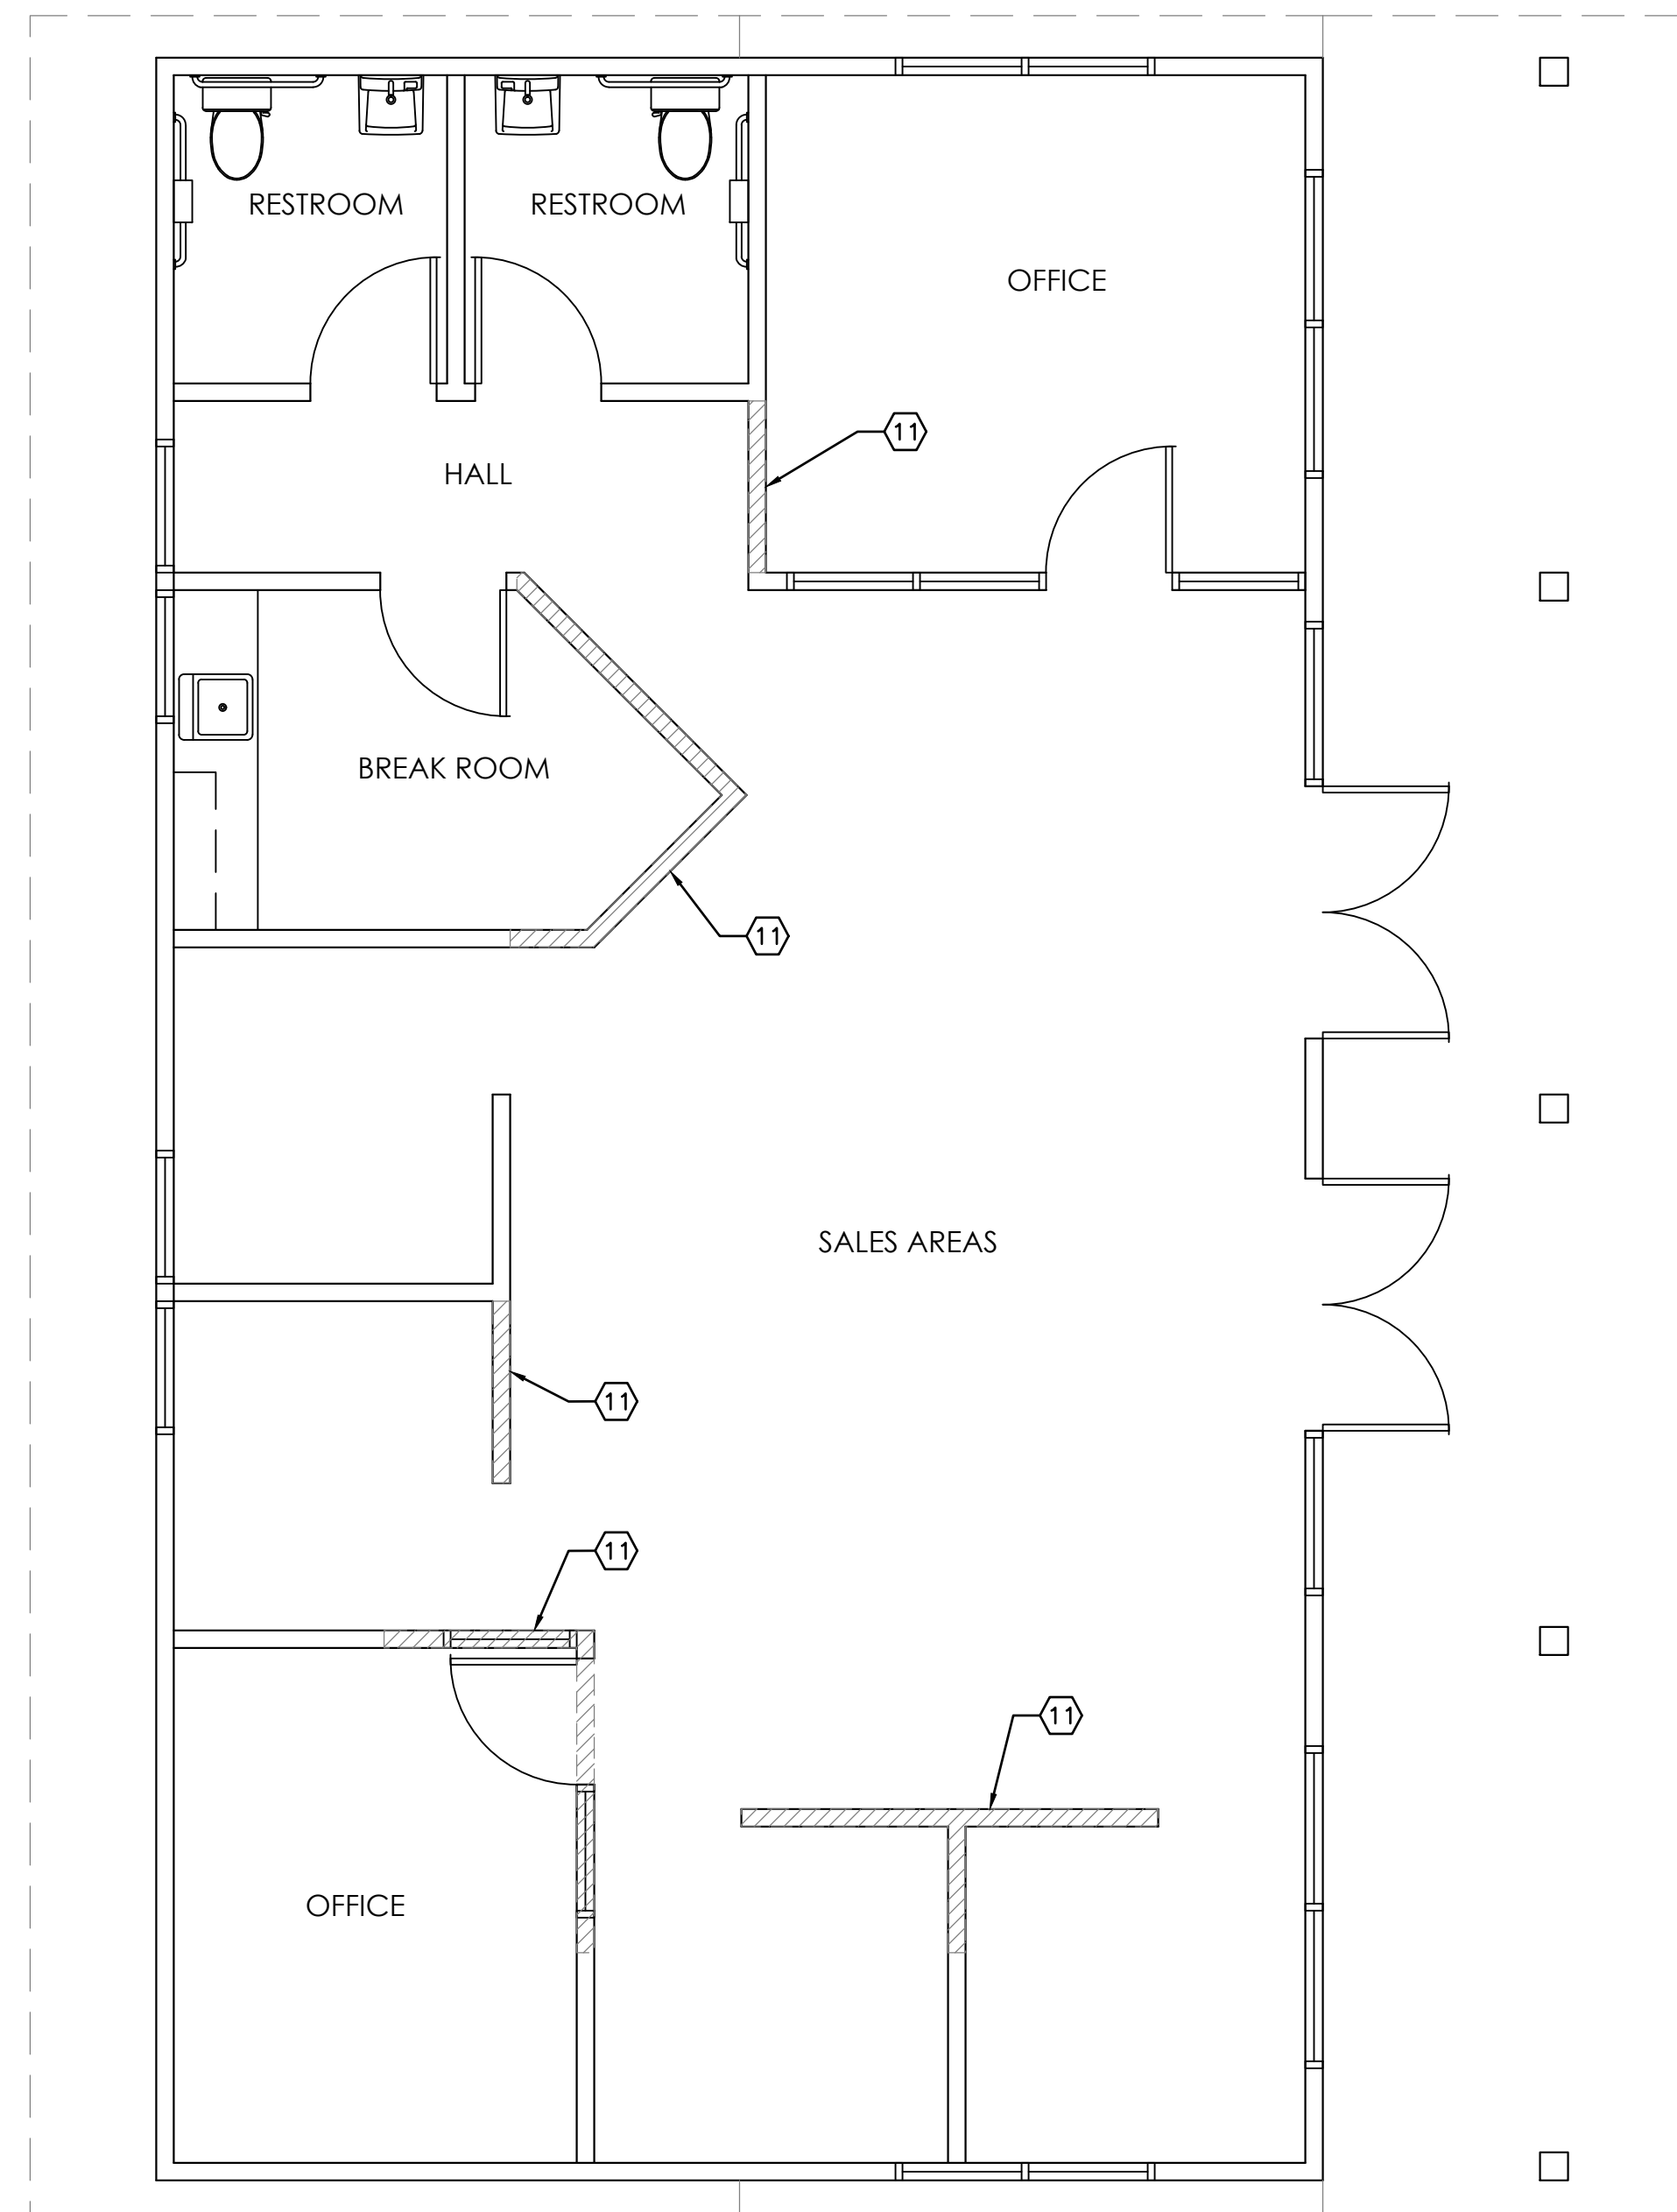 RESTROOM
RESTROOM
OFFICE
11
HALL
BREAK ROOM
11
SALES AREAS
11
11
11
OFFICE